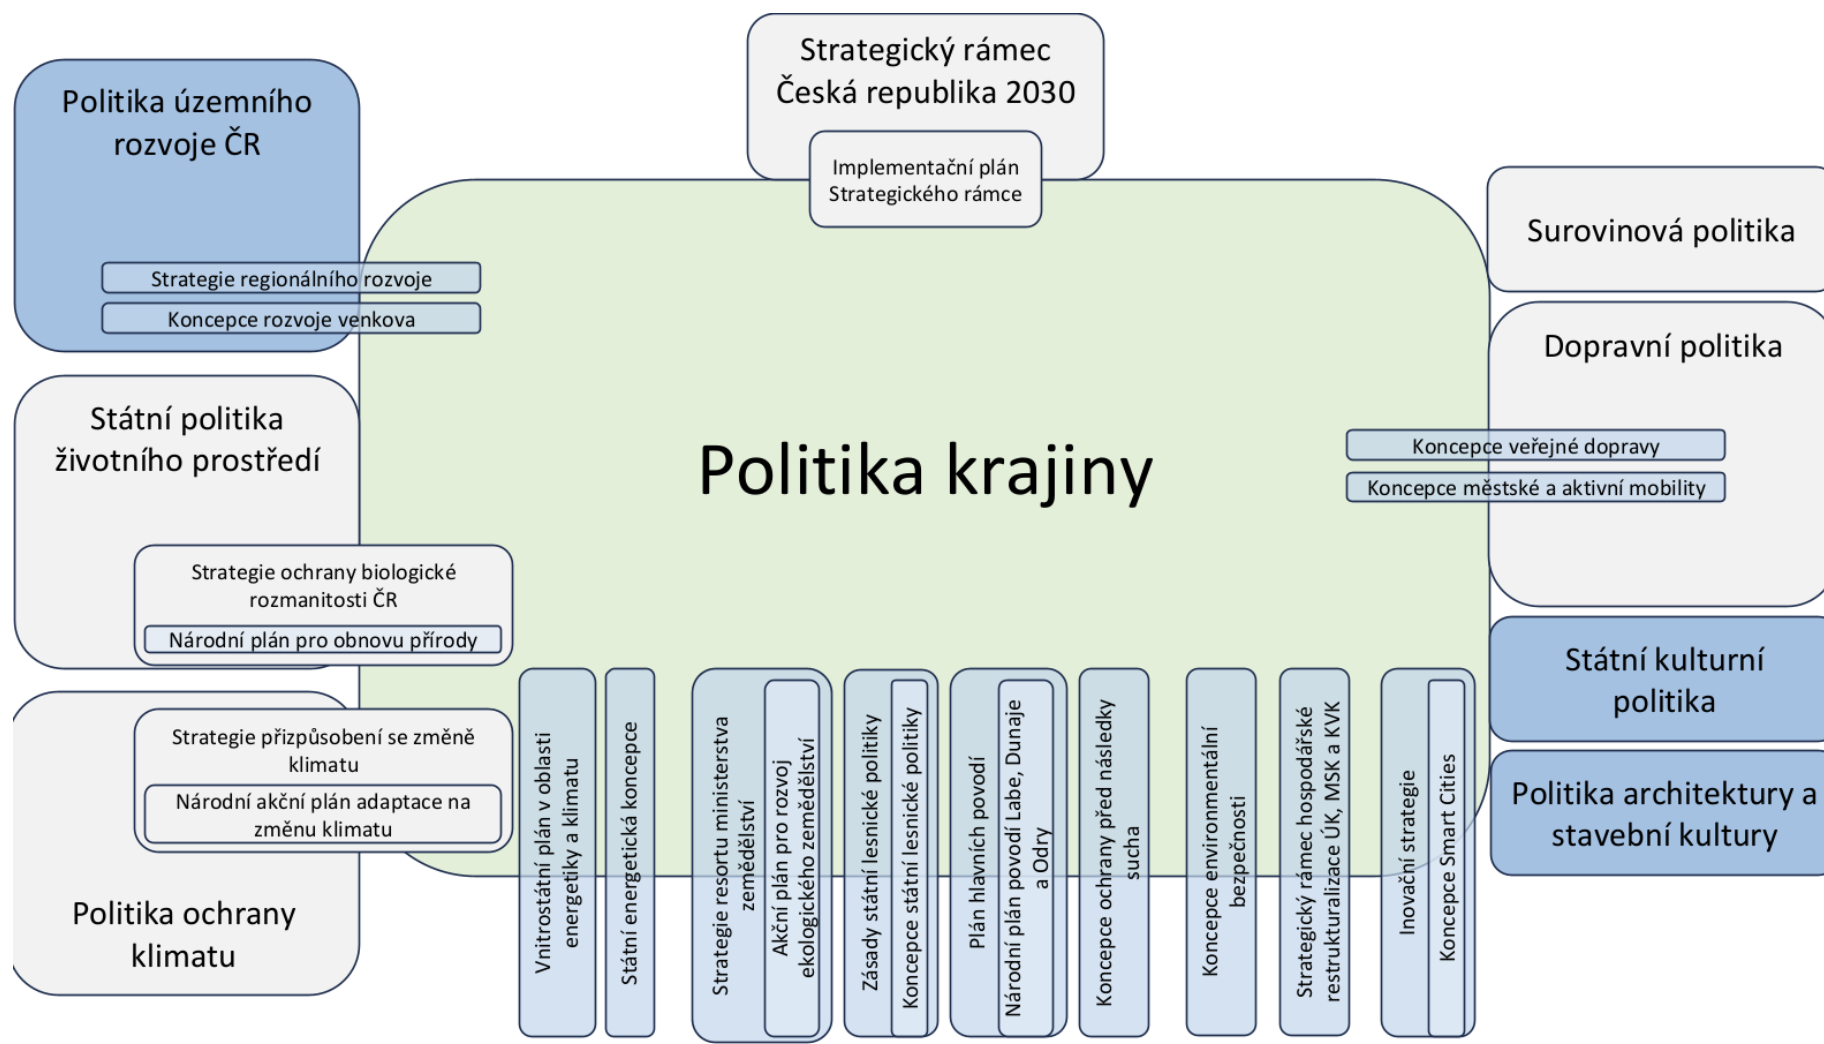 Strategický rámec
Česká republika 2030
Implementační plán
Strategického rámce
Politika územního
rozvoje ČR
Strategie regionálního rozvoje
Koncepce rozvoje venkova
Státní politika
životního prostředí
Strategie ochrany biologické
rozmanitosti ČR
Národní plán pro obnovu přírody
Strategie přizpůsobení se změně
klimatu
Národní akční plán adaptace na
změnu klimatu
Politika ochrany
klimatu
Politika krajiny
Surovinová politika
Dopravní politika
Koncepce veřejné dopravy
Koncepce městské a aktivní mobility
Státní kulturní
politika
Politika architektury a
stavební kultury
Vnitrostátní plán v oblasti
energetiky a klimatu
Státní energetická koncepce
Strategie resortu ministerstva
zemědělství
Akční plán pro rozvoj
ekologického zemědělství
Zásady státní lesnické politiky
Koncepce státní lesnické politiky
Plán hlavních povodí
Národní plán povodí Labe, Dunaje
a Odry
Koncepce ochrany před následky
sucha
Koncepce environmentální
bezpečnosti
Strategický rámec hospodářské
restrukturalizace ÚK, MSK a KVK
Inovační strategie
Koncepce Smart Cities